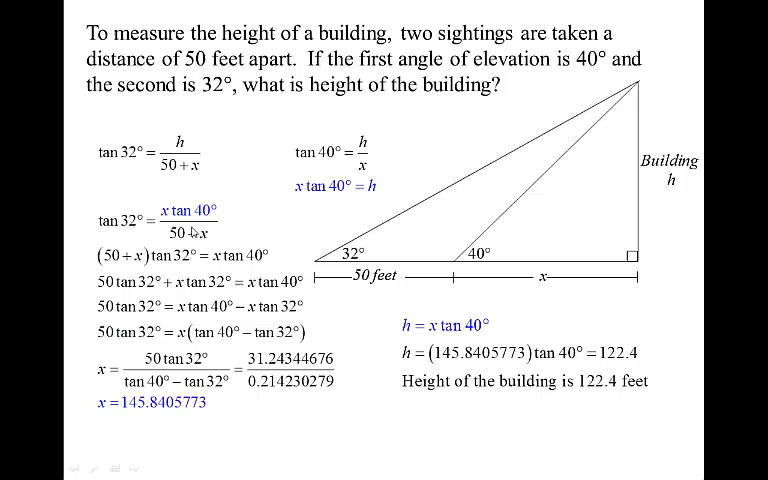 To measure the height of a building, two sightings are taken a
distance of 50 feet apart. If the first angle of elevation is 40° and
the second is 32°, what is height of the building?
tan 32° = h / (50 + x)
tan 40° = h / x
x tan 40° = h
tan 32° = x tan 40° / 50 x
(50 + x) tan 32° = x tan 40°
50 tan 32° + x tan 32° = x tan 40°
50 tan 32° = x tan 40° − x tan 32°
50 tan 32° = x(tan 40° − tan 32°)
x = 50 tan 32° / (tan 40° − tan 32°) = 31.24344676 / 0.214230279
x = 145.8405773
Building
h
32°
40°
50 feet
x
h = x tan 40°
h = (145.8405773) tan 40° = 122.4
Height of the building is 122.4 feet